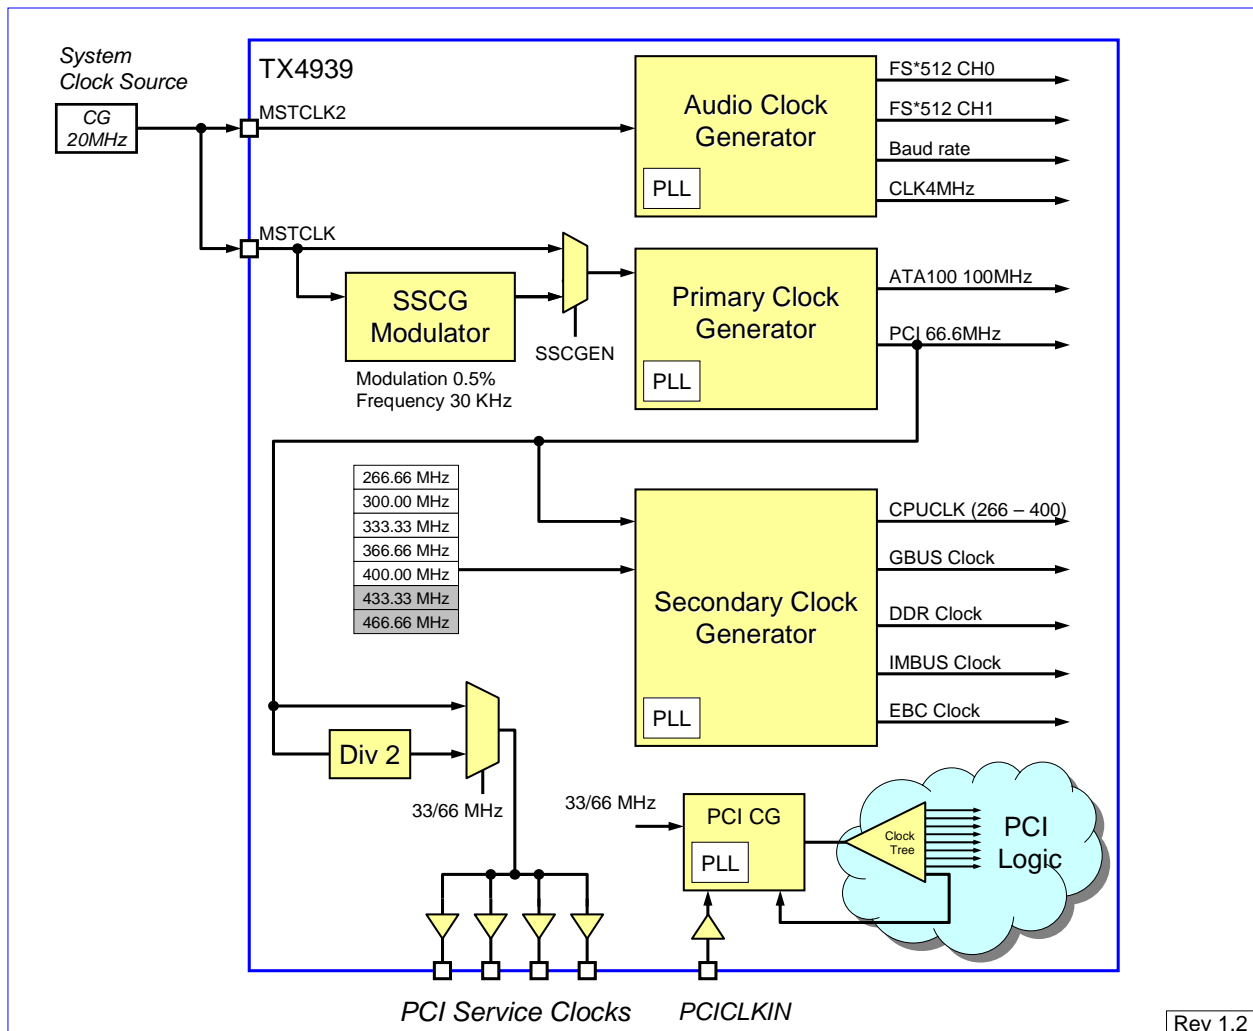 System
Clock Source
CG
20MHz
TX4939
MSTCLK2
Audio Clock
Generator
PLL
FS*512 CH0
FS*512 CH1
Baud rate
CLK4MHz
MSTCLK
SSCG
Modulator
Modulation 0.5%
Frequency 30 KHz
SSCGEN
Primary Clock
Generator
PLL
ATA100 100MHz
PCI 66.6MHz
266.66 MHz
300.00 MHz
333.33 MHz
366.66 MHz
400.00 MHz
433.33 MHz
466.66 MHz
Secondary Clock
Generator
PLL
CPUCLK (266 – 400)
GBUS Clock
DDR Clock
IMBUS Clock
EBC Clock
Div 2
33/66 MHz
33/66 MHz
PCI CG
PLL
Clock
Tree
PCI
Logic
PCI Service Clocks
PCICLKIN
Rev 1.2